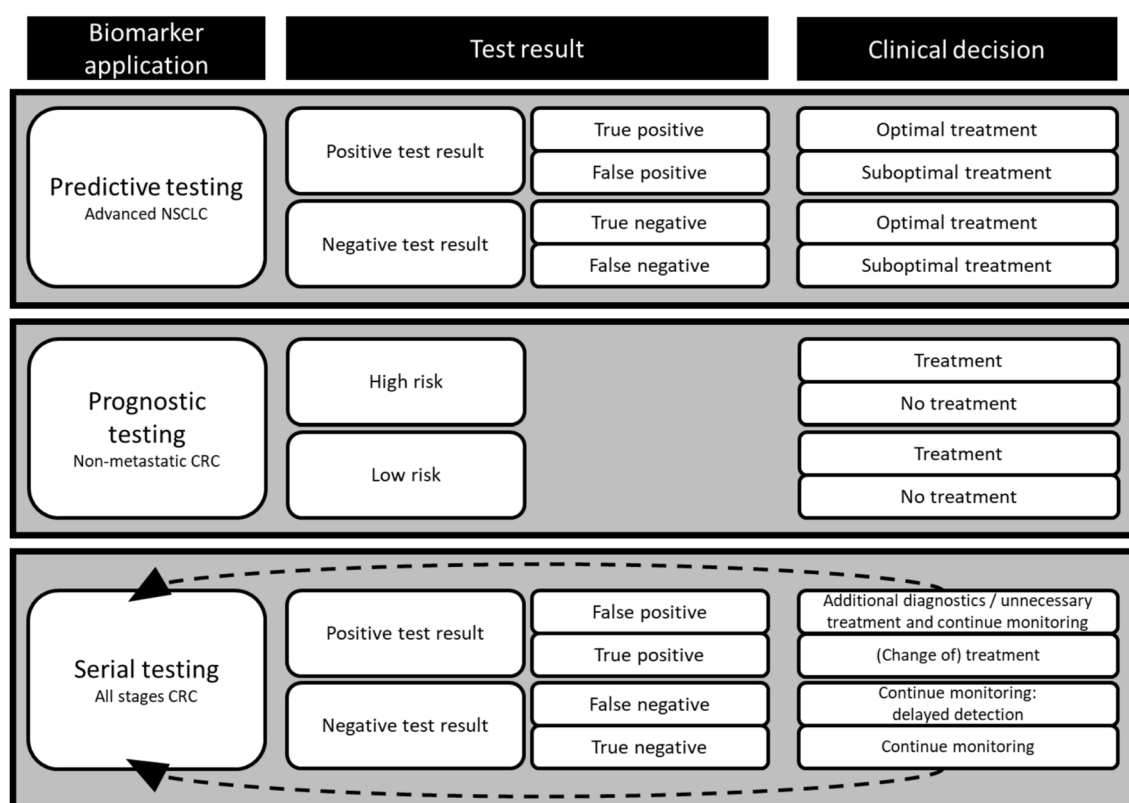 Biomarker
application
Test result
Clinical decision
Predictive testing
Advanced NSCLC
Positive test result
True positive
Optimal treatment
False positive
Suboptimal treatment
Negative test result
True negative
Optimal treatment
False negative
Suboptimal treatment
Prognostic
testing
Non-metastatic CRC
High risk
Treatment
No treatment
Low risk
Treatment
No treatment
Serial testing
All stages CRC
Positive test result
False positive
Additional diagnostics / unnecessary
treatment and continue monitoring
True positive
(Change of) treatment
Negative test result
False negative
Continue monitoring:
delayed detection
True negative
Continue monitoring